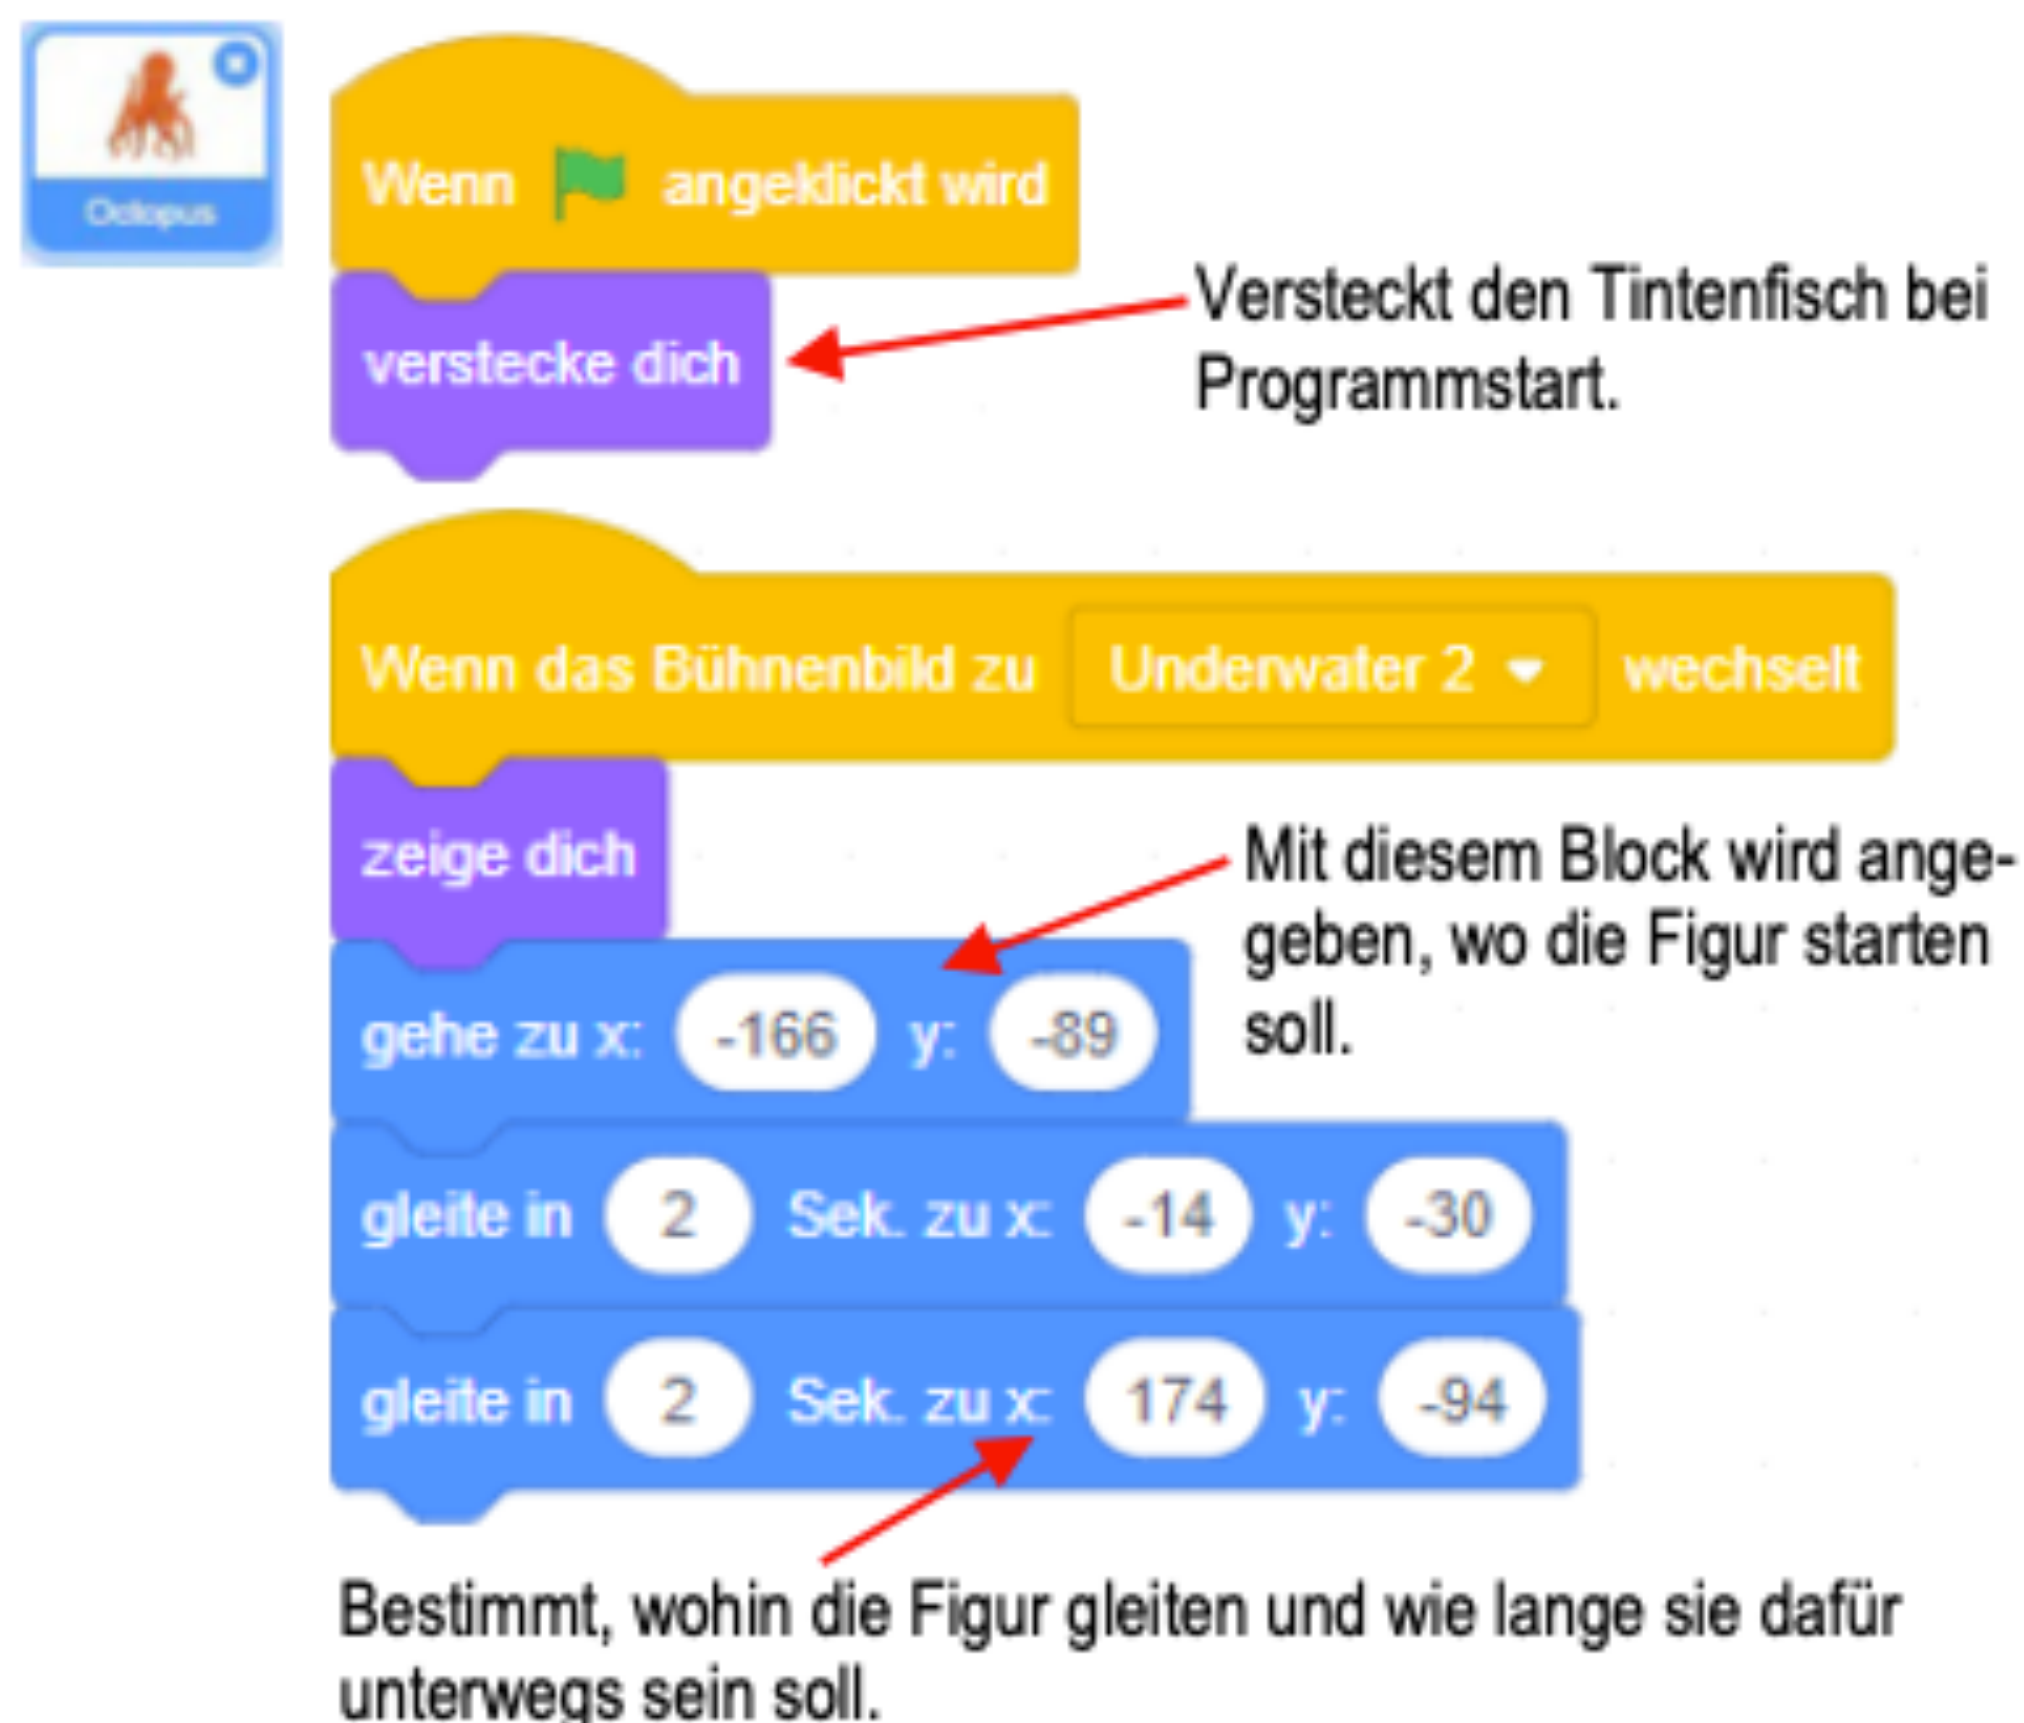 Octopus
Wenn angeklickt wird
verstecke dich
Versteckt den Tintenfisch bei
Programmstart.
Wenn das Bühnenbild zu Underwater 2 wechselt
zeige dich
Mit diesem Block wird ange-
geben, wo die Figur starten
soll.
gehe zu x: -166 y: -89
gleite in 2 Sek. zu x: -14 y: -30
gleite in 2 Sek. zu x: 174 y: -94
Bestimmt, wohin die Figur gleiten und wie lange sie dafür
unterwegs sein soll.